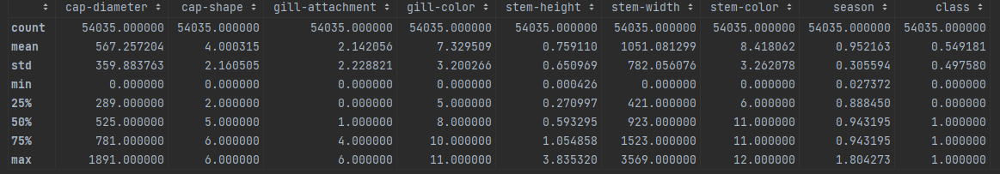 cap-diameter cap-shape gill-attachment gill-color stem-height stem-width stem-color season class
count 54035.000000 54035.000000 54035.000000 54035.000000 54035.000000 54035.000000 54035.000000 54035.000000 54035.000000
mean 567.257204 4.000315 2.142056 7.329509 0.759110 1051.081299 8.418062 0.952163 0.549181
std 359.883763 2.160505 2.228821 3.200266 0.650969 782.056076 3.262078 0.305594 0.497580
min 0.000000 0.000000 0.000000 0.000000 0.000426 0.000000 0.000000 0.027372 0.000000
25% 289.000000 2.000000 0.000000 5.000000 0.270997 421.000000 6.000000 0.888450 0.000000
50% 525.000000 5.000000 1.000000 8.000000 0.593295 923.000000 11.000000 0.943195 1.000000
75% 781.000000 6.000000 4.000000 10.000000 1.054858 1523.000000 11.000000 0.943195 1.000000
max 1891.000000 6.000000 6.000000 11.000000 3.835320 3569.000000 12.000000 1.804273 1.000000